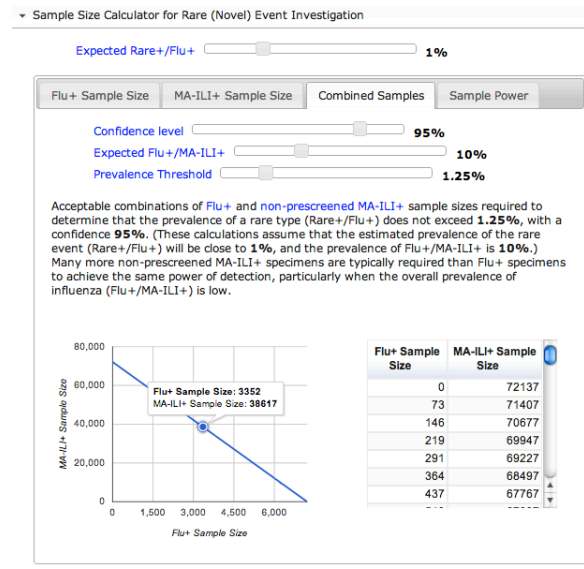 Sample Size Calculator for Rare (Novel) Event Investigation
Expected Rare+/Flu+ 1%
Flu+ Sample Size MA-ILI+ Sample Size Combined Samples Sample Power
Confidence level 95%
Expected Flu+/MA-ILI+ 10%
Prevalence Threshold 1.25%
Acceptable combinations of Flu+ and non-prescreened MA-ILI+ sample sizes required to
determine that the prevalence of a rare type (Rare+/Flu+) does not exceed 1.25%, with a
confidence 95%. (These calculations assume that the estimated prevalence of the rare
event (Rare+/Flu+) will be close to 1%, and the prevalence of Flu+/MA-ILI+ is 10%.)
Many more non-prescreened MA-ILI+ specimens are typically required than Flu+ specimens
to achieve the same power of detection, particularly when the overall prevalence of
influenza (Flu+/MA-ILI+) is low.
80,000
60,000
40,000
20,000
0
MA-ILI+ Sample Size
Flu+ Sample Size: 3352
MA-ILI+ Sample Size: 38617
0 1,500 3,000 4,500 6,000
Flu+ Sample Size
Flu+ Sample MA-ILI+ Sample
Size Size
0 72137
73 71407
146 70677
219 69947
291 69227
364 68497
437 67767